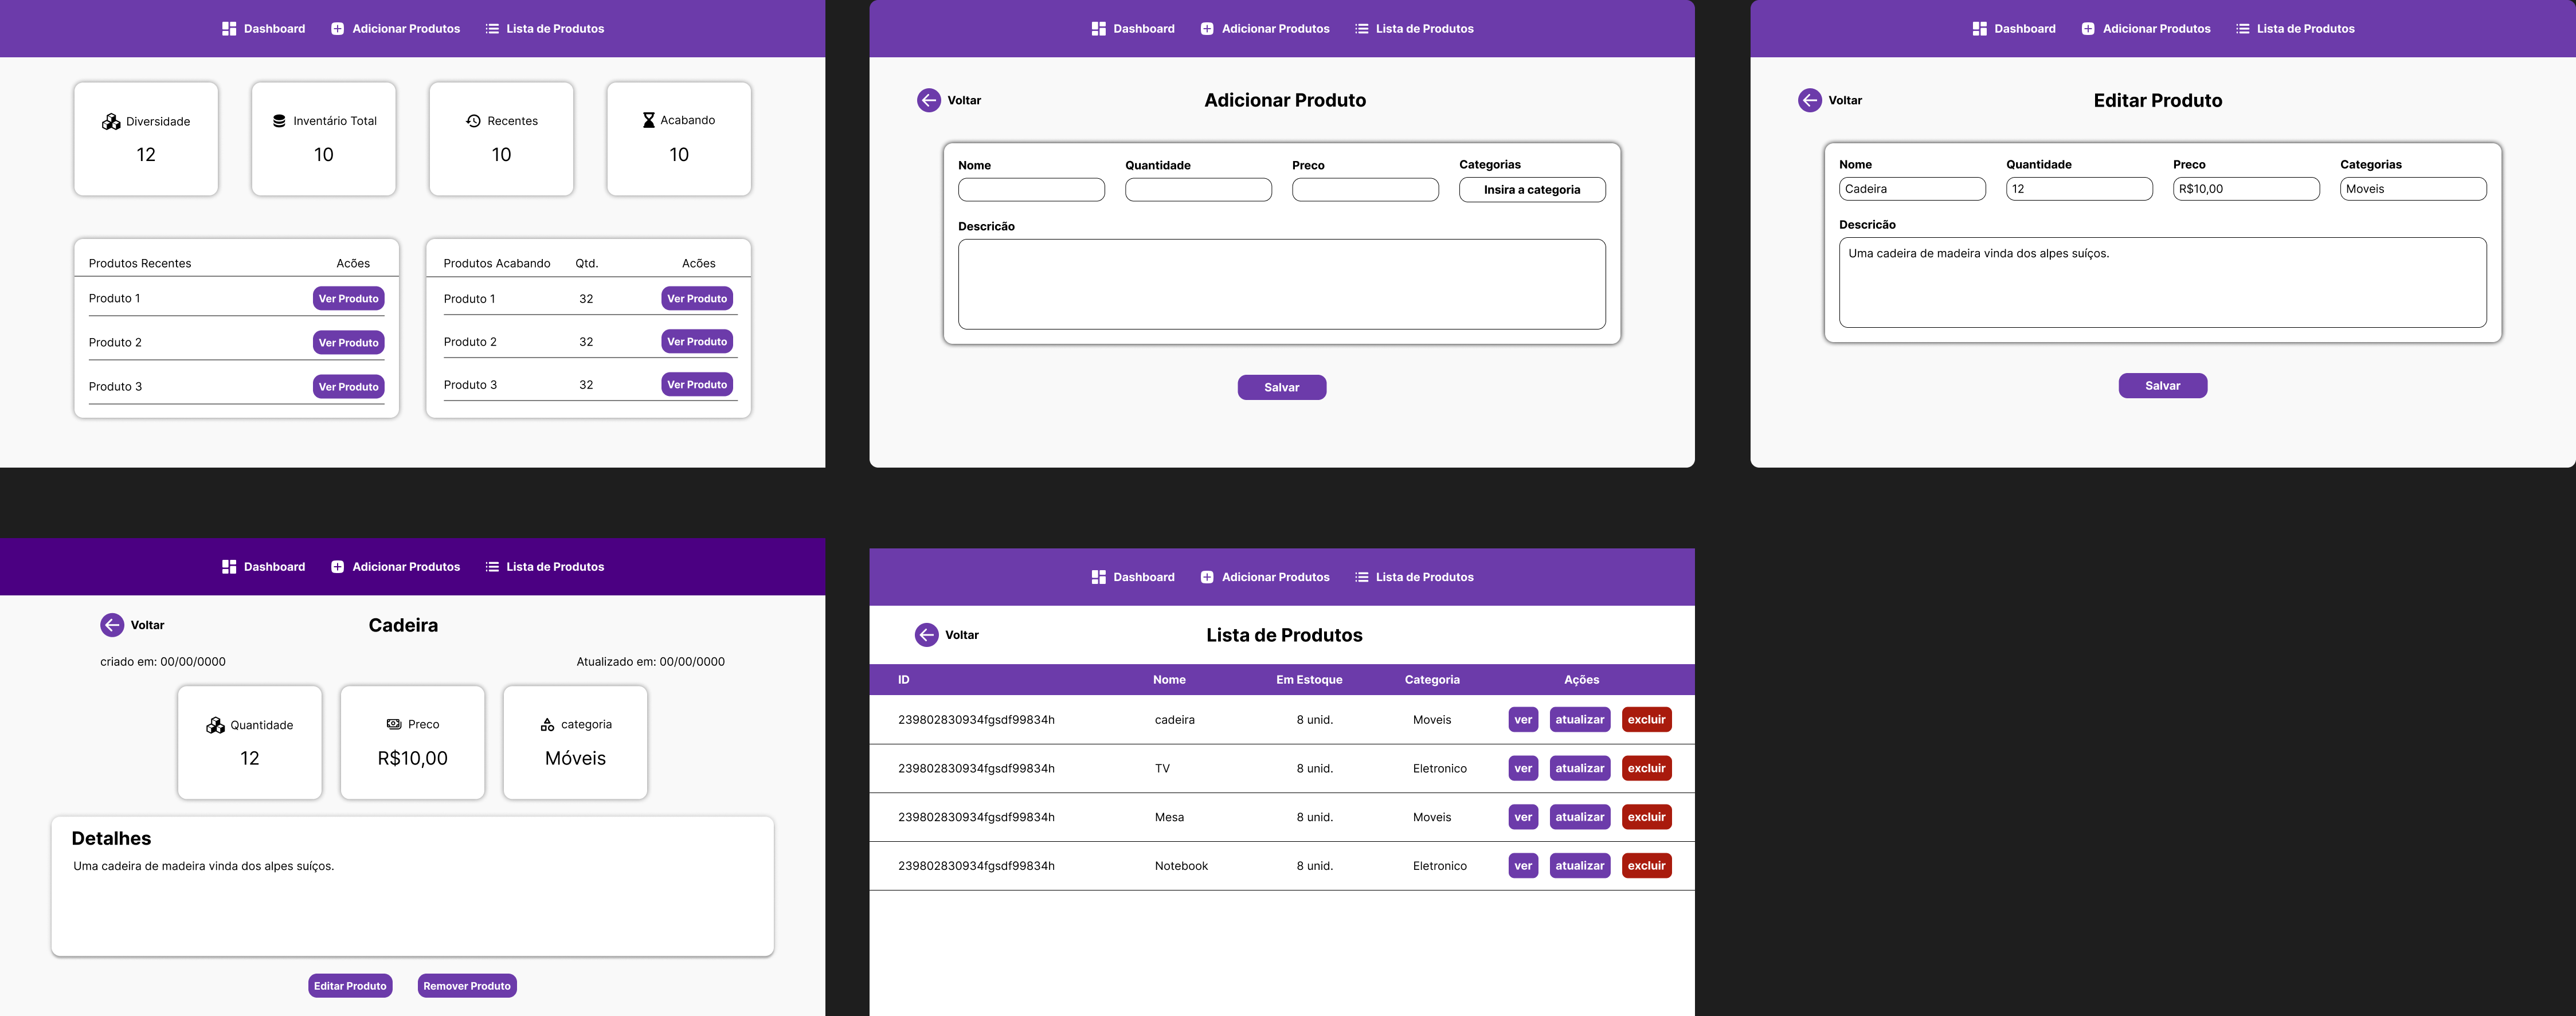 Dashboard Adicionar Produtos Lista de Produtos
Diversidade
12
Inventário Total
10
Recentes
10
Acabando
10
Produtos Recentes Acões
Produto 1 Ver Produto
Produto 2 Ver Produto
Produto 3 Ver Produto
Produtos Acabando Qtd. Acões
Produto 1 32 Ver Produto
Produto 2 32 Ver Produto
Produto 3 32 Ver Produto
Dashboard Adicionar Produtos Lista de Produtos
Voltar
Adicionar Produto
Nome Quantidade Preco Categorias
Insira a categoria
Descricão
Salvar
Dashboard Adicionar Produtos Lista de Produtos
Voltar
Editar Produto
Nome Quantidade Preco Categorias
Cadeira 12 R$10,00 Moveis
Descricão
Uma cadeira de madeira vinda dos alpes suíços.
Salvar
Dashboard Adicionar Produtos Lista de Produtos
Voltar
Cadeira
criado em: 00/00/0000 Atualizado em: 00/00/0000
Quantidade
12
Preco
R$10,00
categoria
Móveis
Detalhes
Uma cadeira de madeira vinda dos alpes suíços.
Editar Produto Remover Produto
Dashboard Adicionar Produtos Lista de Produtos
Voltar
Lista de Produtos
ID Nome Em Estoque Categoria Ações
239802830934fgsdf99834h cadeira 8 unid. Moveis ver atualizar excluir
239802830934fgsdf99834h TV 8 unid. Eletronico ver atualizar excluir
239802830934fgsdf99834h Mesa 8 unid. Moveis ver atualizar excluir
239802830934fgsdf99834h Notebook 8 unid. Eletronico ver atualizar excluir